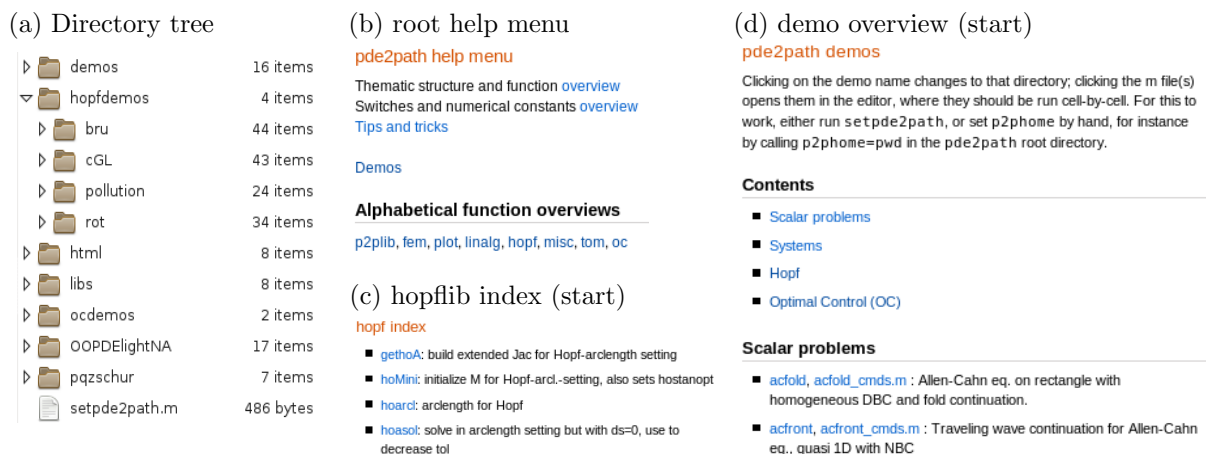 (a) Directory tree
demos 16 items
hopfdemos 4 items
bru 44 items
cGL 43 items
pollution 24 items
rot 34 items
html 8 items
libs 8 items
ocdemos 2 items
OOPDElightNA 17 items
pqzschur 7 items
setpde2path.m 486 bytes
(b) root help menu
pde2path help menu
Thematic structure and function overview
Switches and numerical constants overview
Tips and tricks
Demos
Alphabetical function overviews
p2plib, fem, plot, linalg, hopf, misc, tom, oc
(c) hopflib index (start)
hopf index
gethoA: build extended Jac for Hopf-arclength setting
hoMini: initialize M for Hopf-arcl.-setting, also sets hostanopt
hoarcl: arclength for Hopf
hoasol: solve in arclength setting but with ds=0, use to
decrease tol
(d) demo overview (start)
pde2path demos
Clicking on the demo name changes to that directory; clicking the m file(s)
opens them in the editor, where they should be run cell-by-cell. For this to
work, either run setpde2path, or set p2phome by hand, for instance
by calling p2phome=pwd in the pde2path root directory.
Contents
Scalar problems
Systems
Hopf
Optimal Control (OC)
Scalar problems
acfold, acfold_cmds.m : Allen-Cahn eq. on rectangle with
homogeneous DBC and fold continuation.
acfront, acfront_cmds.m : Traveling wave continuation for Allen-Cahn
eq., quasi 1D with NBC